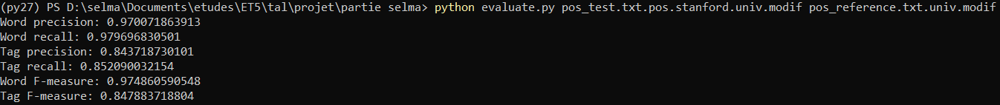 (py27) PS D:\selma\Documents\etudes\ET5\tal\projet\partie selma> python evaluate.py pos_test.txt.pos.stanford.univ.modif pos_reference.txt.univ.modif
Word precision: 0.970071863913
Word recall: 0.979696830501
Tag precision: 0.843718730101
Tag recall: 0.852090032154
Word F-measure: 0.974860590548
Tag F-measure: 0.847883718804